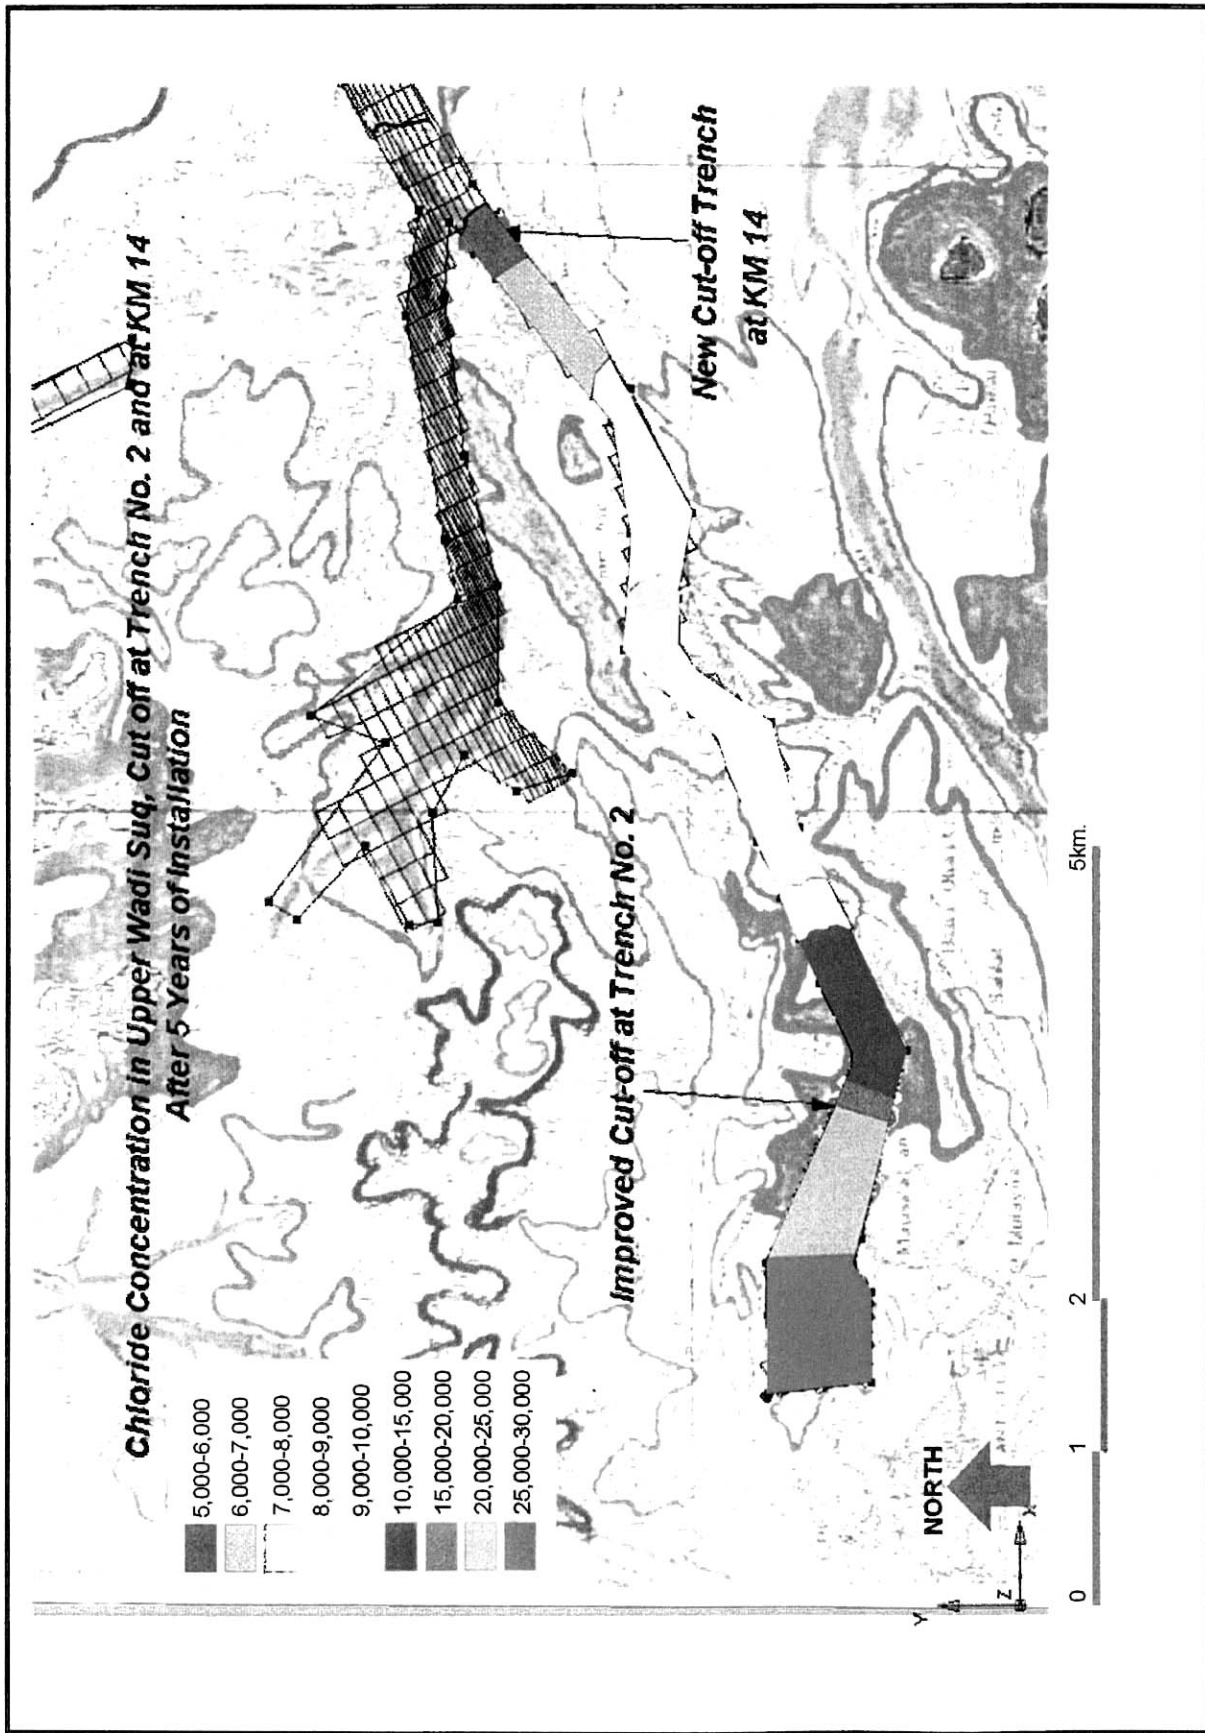 Chloride Concentration in Upper Wadi Suq, Cut off at Trench No. 2 and at KM 14
After 5 Years of Installation
5,000-6,000
6,000-7,000
7,000-8,000
8,000-9,000
9,000-10,000
10,000-15,000
15,000-20,000
20,000-25,000
25,000-30,000
Improved Cut-off at Trench No. 2
New Cut-off Trench
at KM 14
NORTH
Y
Z
X
0
1
2
5km.